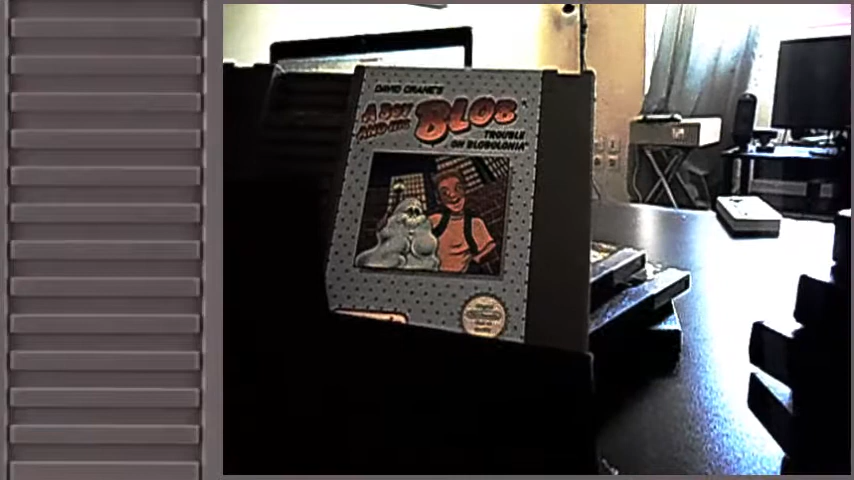 DAVID CRANE'S
A BOY
AND HIS
BLOB
TROUBLE
ON BLOBOLONIA